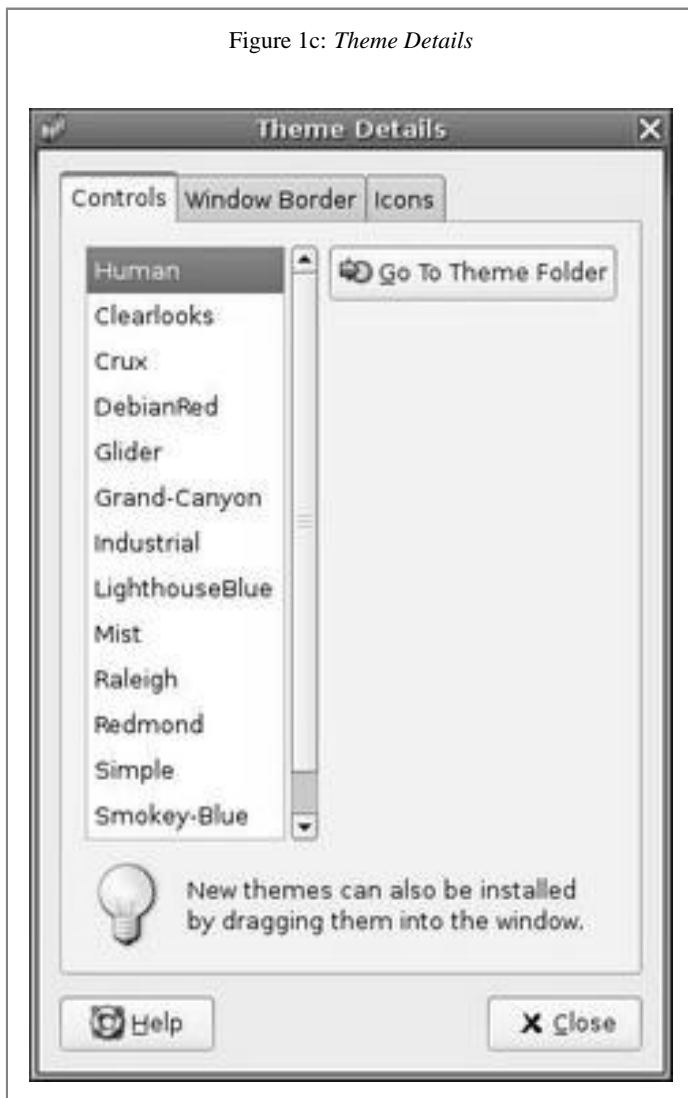 Figure 1c: Theme Details
Theme Details
Controls
Window Border
Icons
Human
Go To Theme Folder
Clearlooks
Crux
DebianRed
Glider
Grand-Canyon
Industrial
LighthouseBlue
Mist
Raleigh
Redmond
Simple
Smokey-Blue
New themes can also be installed
by dragging them into the window.
Help
Close